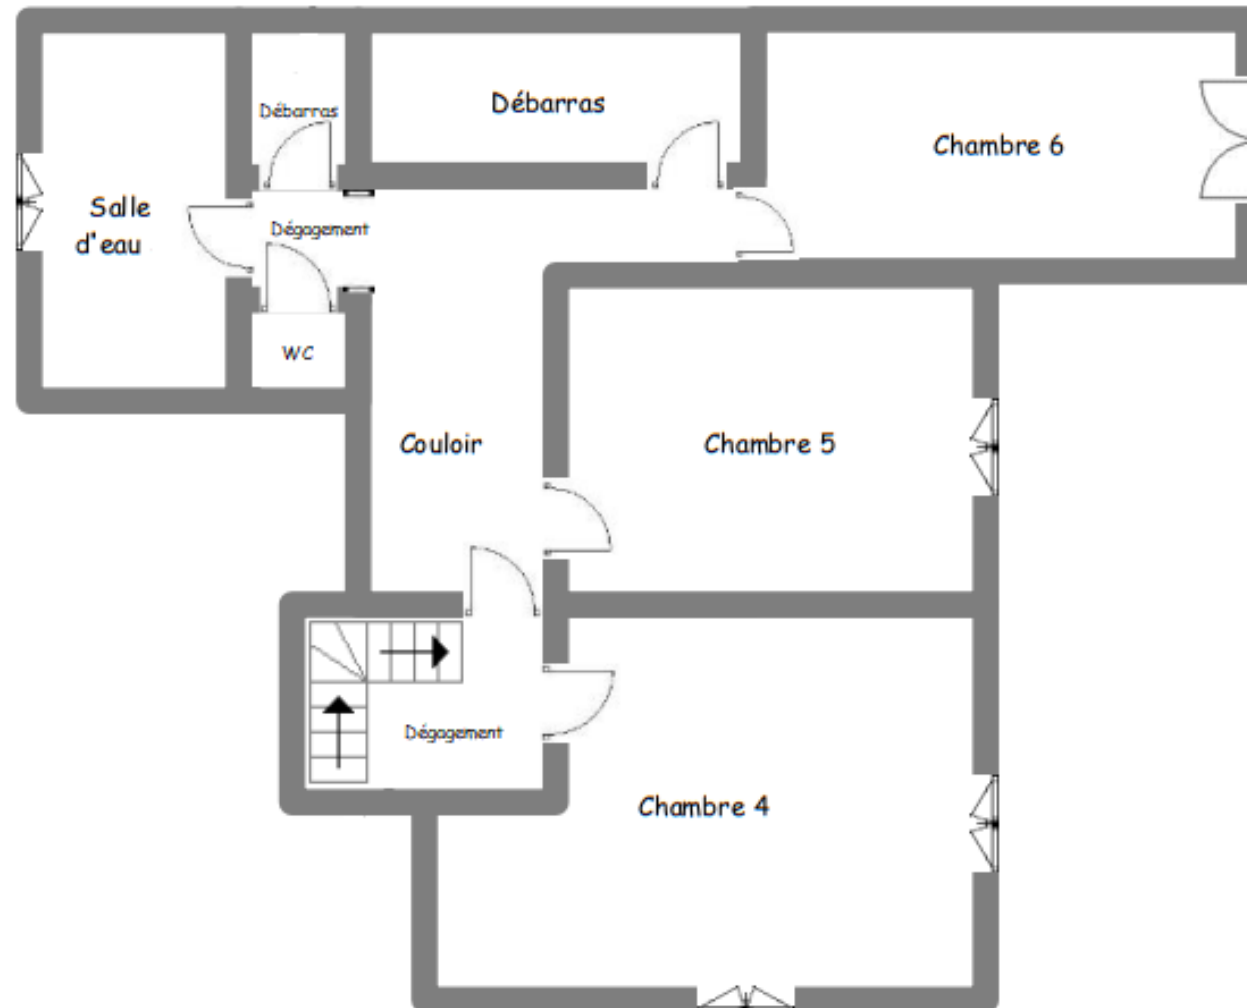 Débarras
Débarras
Chambre 6
Salle
d'eau
Dégagement
WC
Couloir
Chambre 5
Dégagement
Chambre 4